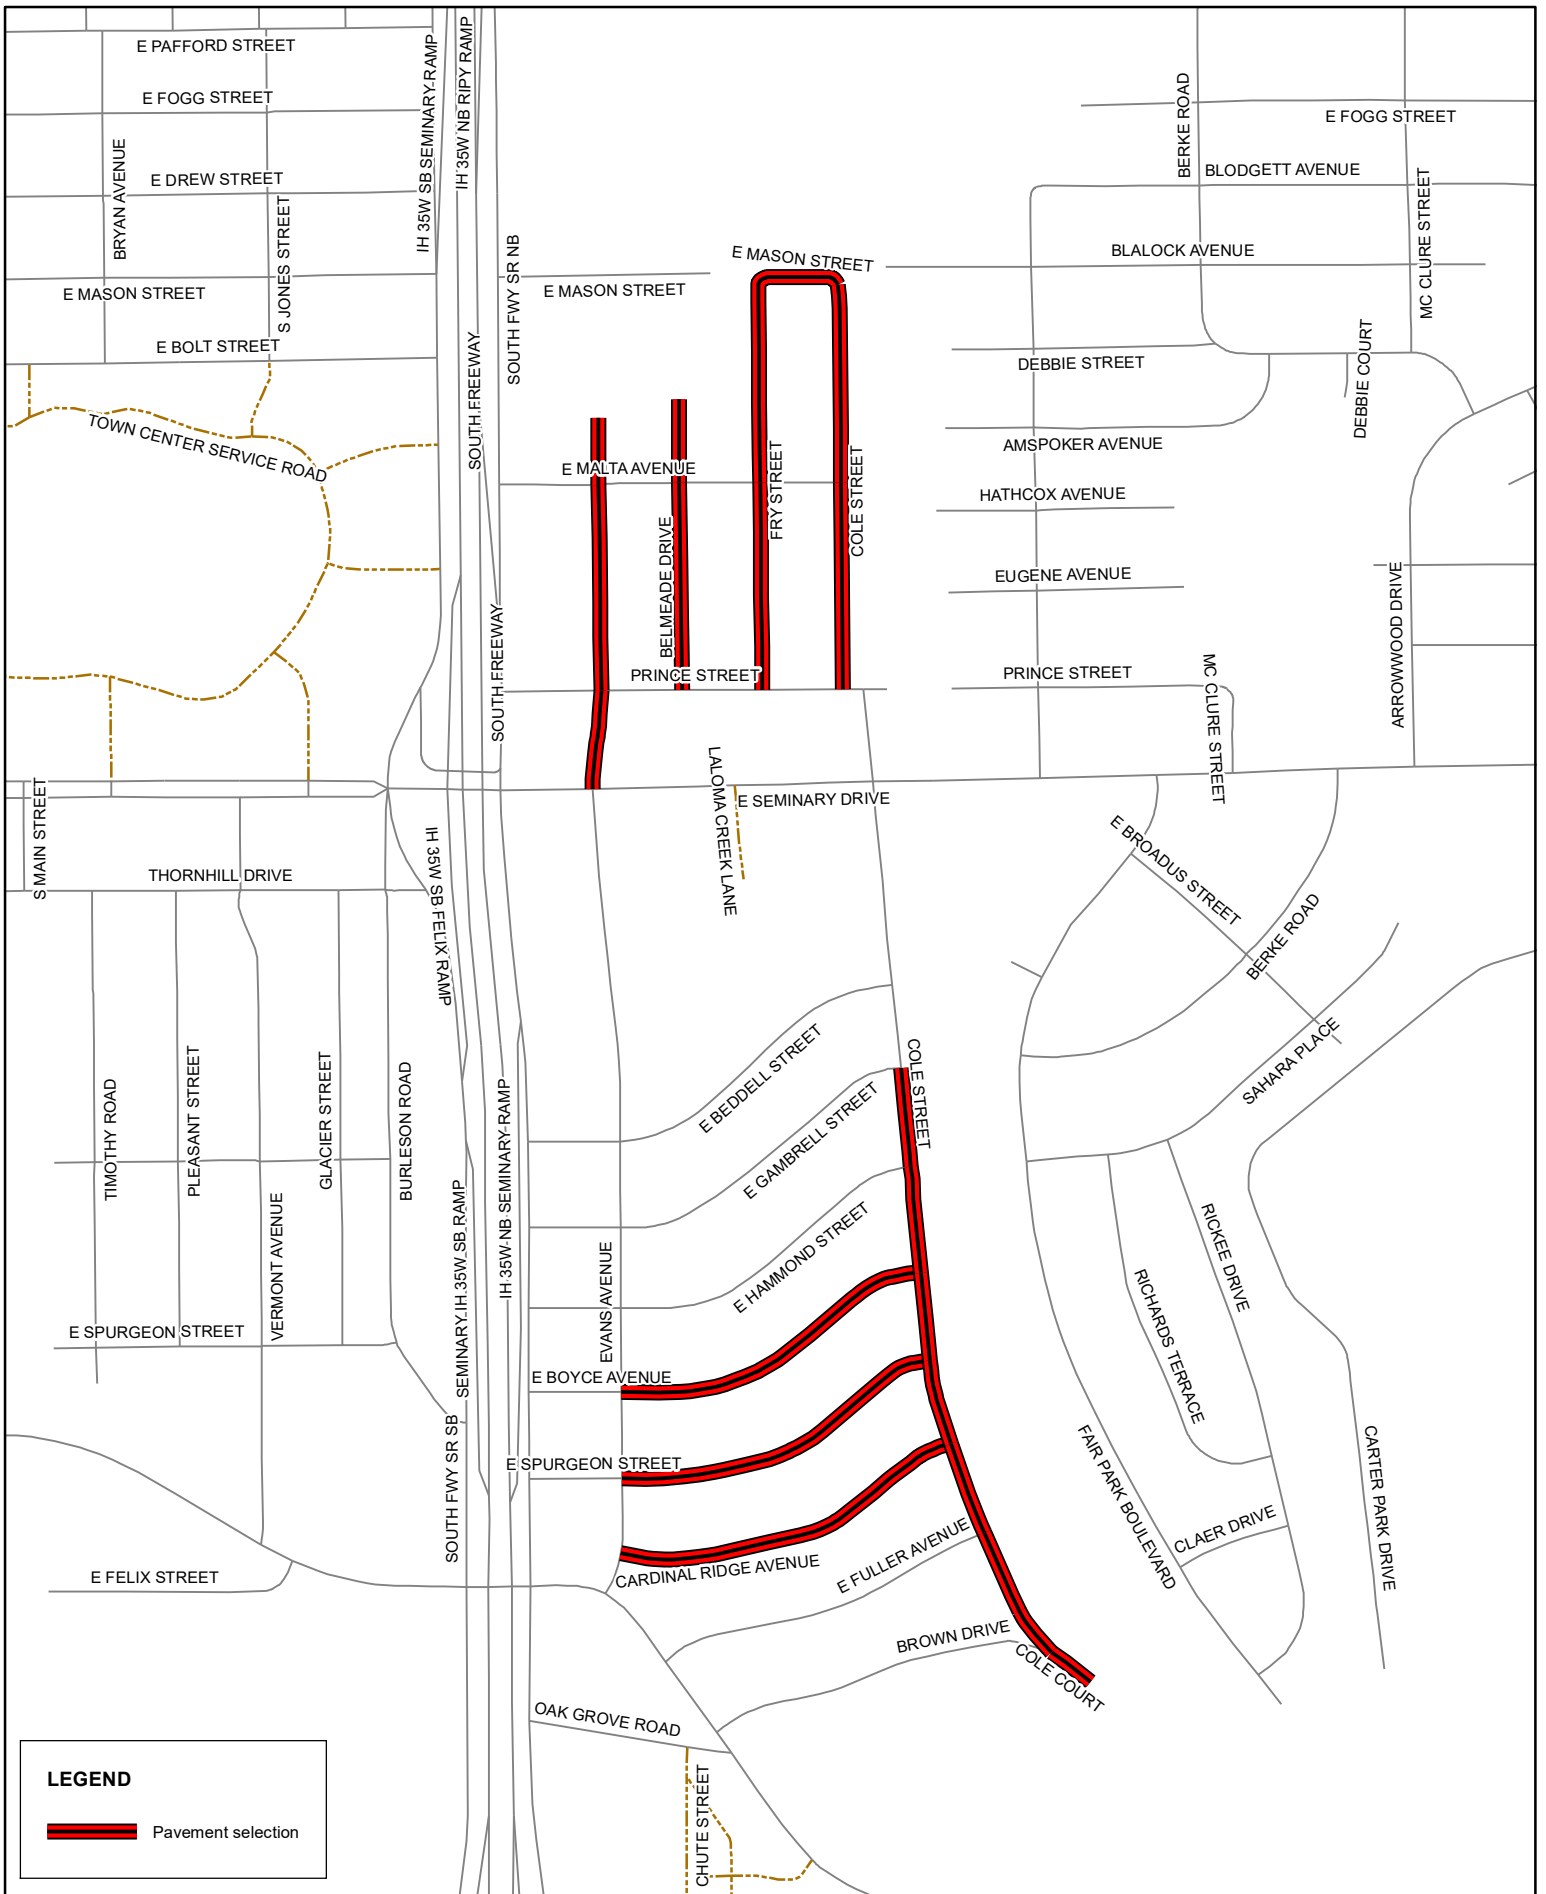 E PAFFORD STREET
E FOGG STREET
E DREW STREET
BRYAN AVENUE
S JONES STREET
E MASON STREET
E BOLT STREET
TOWN CENTER SERVICE ROAD
IH 35W SB SEMINARY RAMP
IH 35W NB RIPY RAMP
SOUTH FWY SR NB
SOUTH FREEWAY
SOUTH FREEWAY
E MASON STREET
E MASON STREET
E MALTA AVENUE
BELMEADE DRIVE
FRY STREET
COLE STREET
PRINCE STREET
BERKE ROAD
E FOGG STREET
BLODGETT AVENUE
MC CLURE STREET
BLALOCK AVENUE
DEBBIE STREET
DEBBIE COURT
AMSPOKER AVENUE
HATHCOX AVENUE
EUGENE AVENUE
ARROWWOOD DRIVE
PRINCE STREET
MC CLURE STREET
LALOMA CREEK LANE
E SEMINARY DRIVE
S MAIN STREET
THORNHILL DRIVE
IH 35W SB FELIX RAMP
E BROADUS STREET
BERKE ROAD
SAHARA PLACE
TIMOTHY ROAD
PLEASANT STREET
GLACIER STREET
BURLESON ROAD
VERMONT AVENUE
E SPURGEON STREET
SEMINARY IH 35W SB RAMP
IH 35W NB SEMINARY RAMP
E BEDDELL STREET
E GAMBRELL STREET
COLE STREET
E HAMMOND STREET
EVANS AVENUE
E BOYCE AVENUE
E SPURGEON STREET
SOUTH FWY SR SB
CARDINAL RIDGE AVENUE
E FULLER AVENUE
BROWN DRIVE
COLE COURT
RICKEE DRIVE
RICHARDS TERRACE
FAIR PARK BOULEVARD
CLAER DRIVE
CARTER PARK DRIVE
E FELIX STREET
OAK GROVE ROAD
CHUTE STREET
LEGEND
Pavement selection